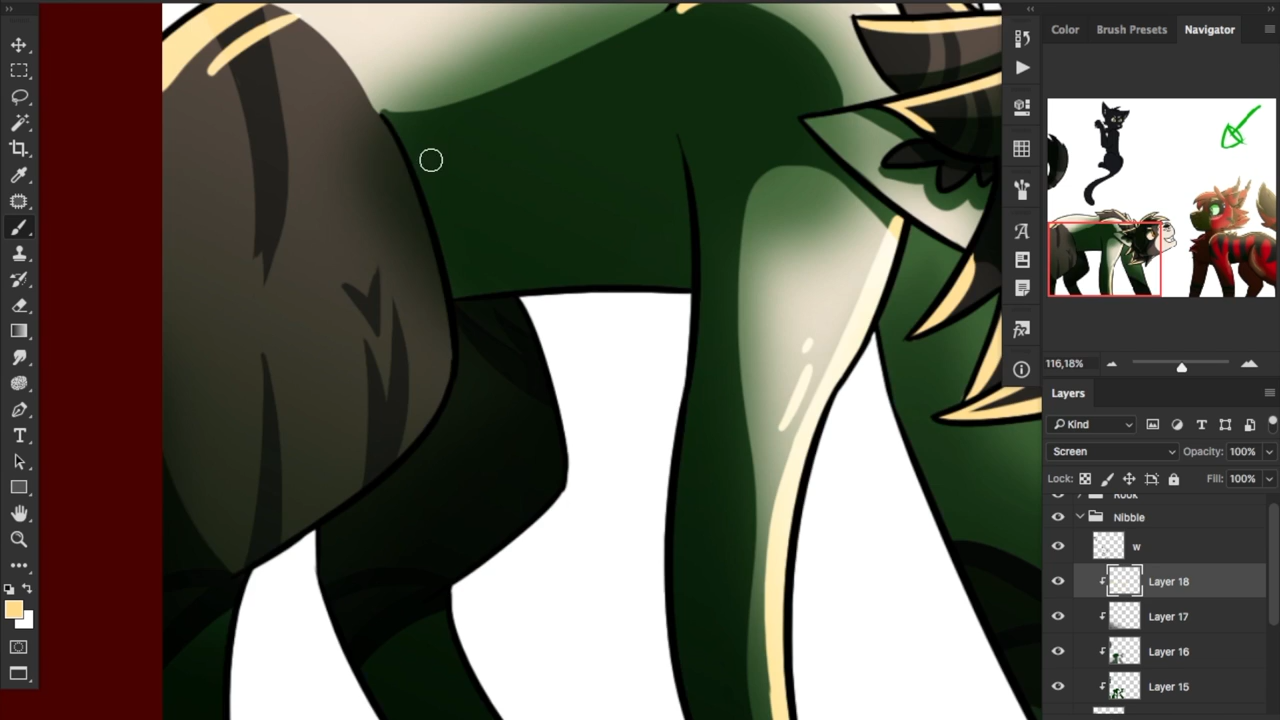 Color
Brush Presets
Navigator
116,18%
Layers
Kind
Screen
Opacity: 100%
Lock:
Fill: 100%
Rook
Nibble
w
Layer 18
Layer 17
Layer 16
Layer 15